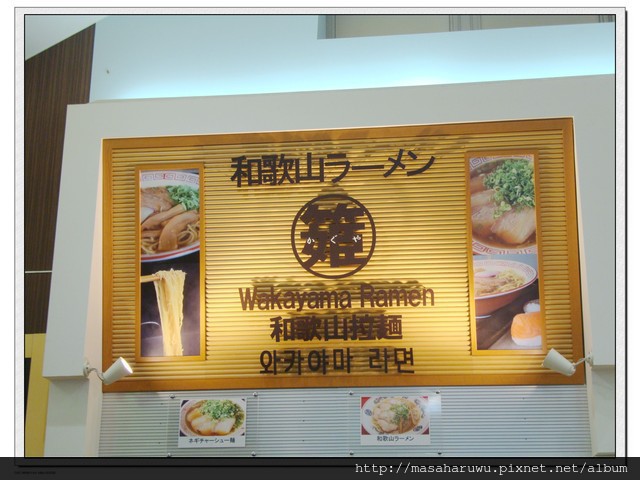 和歌山ラーメン
かぐや
Wakayama Ramen
和歌山拉麵
와카야마 라면
ネギチャーシュー麺
和歌山ラーメン
http://masaharuwu.pixnet.net/album